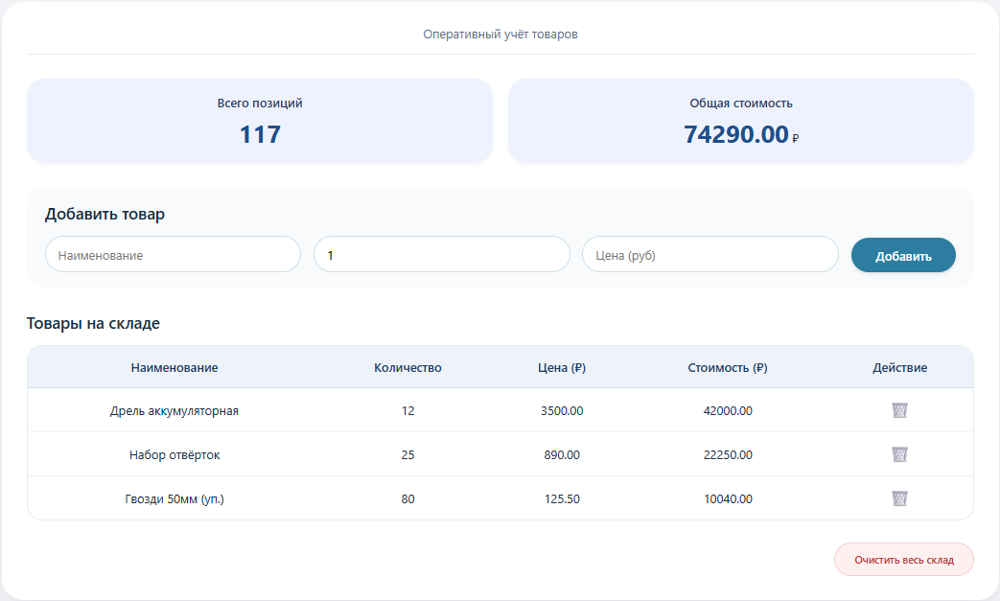 Оперативный учёт товаров
Всего позиций
117
Общая стоимость
74290.00 ₽
Добавить товар
Наименование 1 Цена (руб) Добавить
Товары на складе
Наименование Количество Цена (₽) Стоимость (₽) Действие
Дрель аккумуляторная 12 3500.00 42000.00
Набор отвёрток 25 890.00 22250.00
Гвозди 50мм (уп.) 80 125.50 10040.00
Очистить весь склад